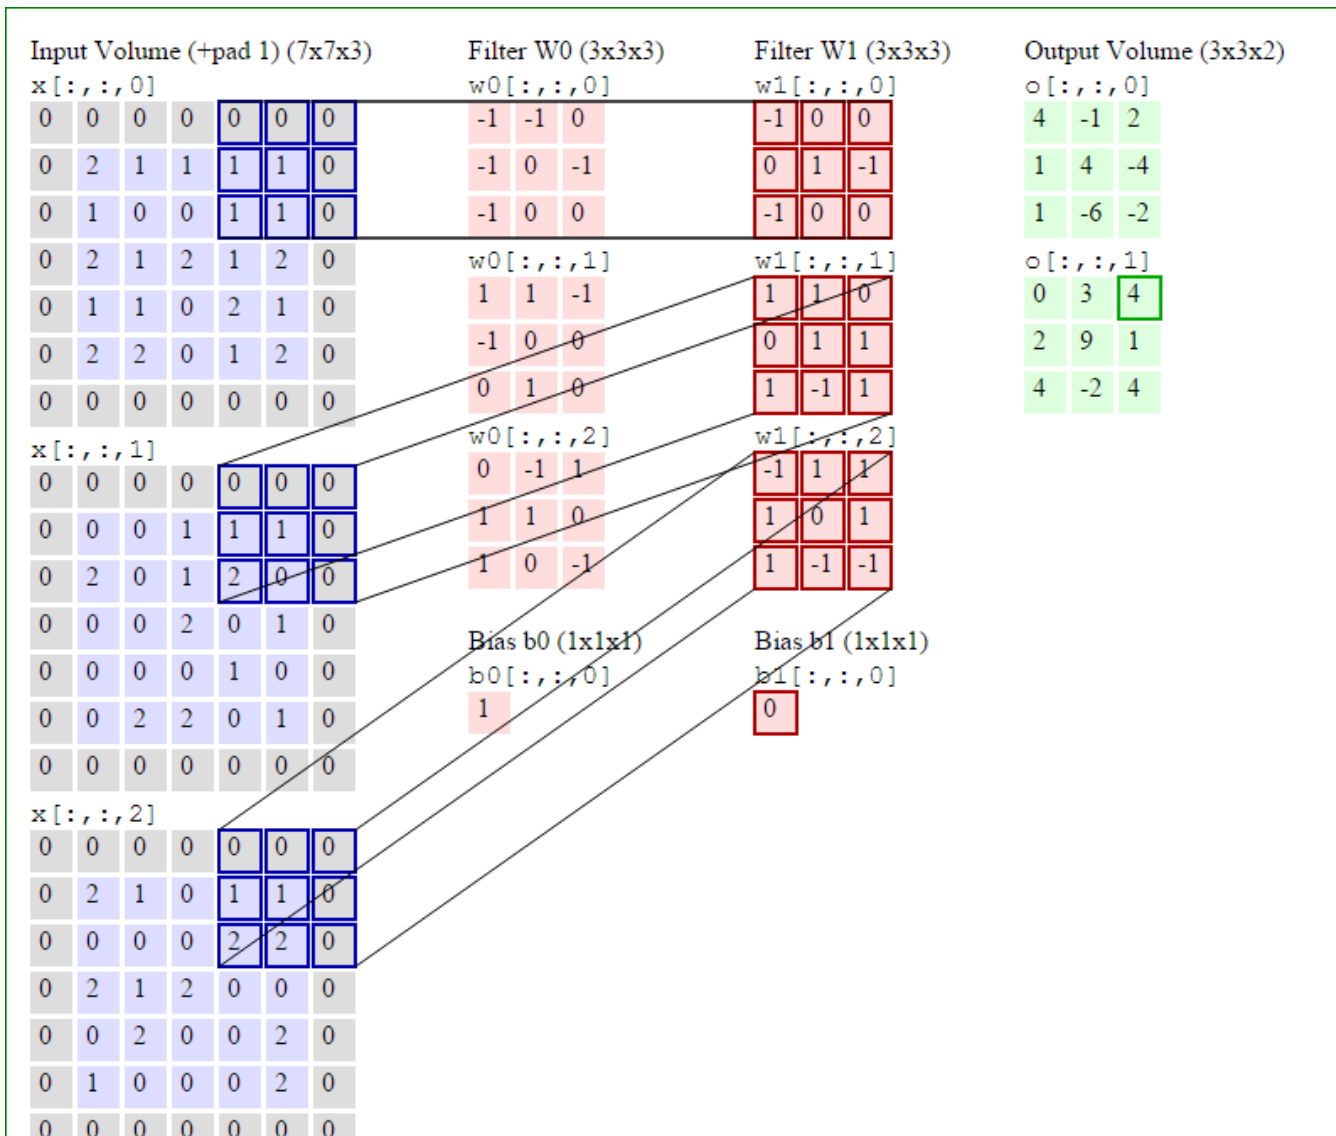 Input Volume (+pad 1) (7x7x3)
x[:,:,0]
0 0 0 0 0 0 0
0 2 1 1 1 1 0
0 1 0 0 1 1 0
0 2 1 2 1 2 0
0 1 1 0 2 1 0
0 2 2 0 1 2 0
0 0 0 0 0 0 0
x[:,:,1]
0 0 0 0 0 0 0
0 0 0 1 1 1 0
0 2 0 1 2 0 0
0 0 0 2 0 1 0
0 0 0 0 1 0 0
0 0 2 2 0 1 0
0 0 0 0 0 0 0
x[:,:,2]
0 0 0 0 0 0 0
0 2 1 0 1 1 0
0 0 0 0 2 2 0
0 2 1 2 0 0 0
0 0 2 0 0 2 0
0 1 0 0 0 2 0
0 0 0 0 0 0 0
Filter W0 (3x3x3)
w0[:,:,0]
-1 -1 0
-1 0 -1
-1 0 0
w0[:,:,1]
1 1 -1
-1 0 0
0 1 0
w0[:,:,2]
0 -1 1
1 1 0
1 0 -1
Bias b0 (1x1x1)
b0[:,:,0]
1
Filter W1 (3x3x3)
w1[:,:,0]
-1 0 0
0 1 -1
-1 0 0
w1[:,:,1]
1 1 0
0 1 1
1 -1 1
w1[:,:,2]
-1 1 1
1 0 1
1 -1 -1
Bias b1 (1x1x1)
b1[:,:,0]
0
Output Volume (3x3x2)
o[:,:,0]
4 -1 2
1 4 -4
1 -6 -2
o[:,:,1]
0 3 4
2 9 1
4 -2 4